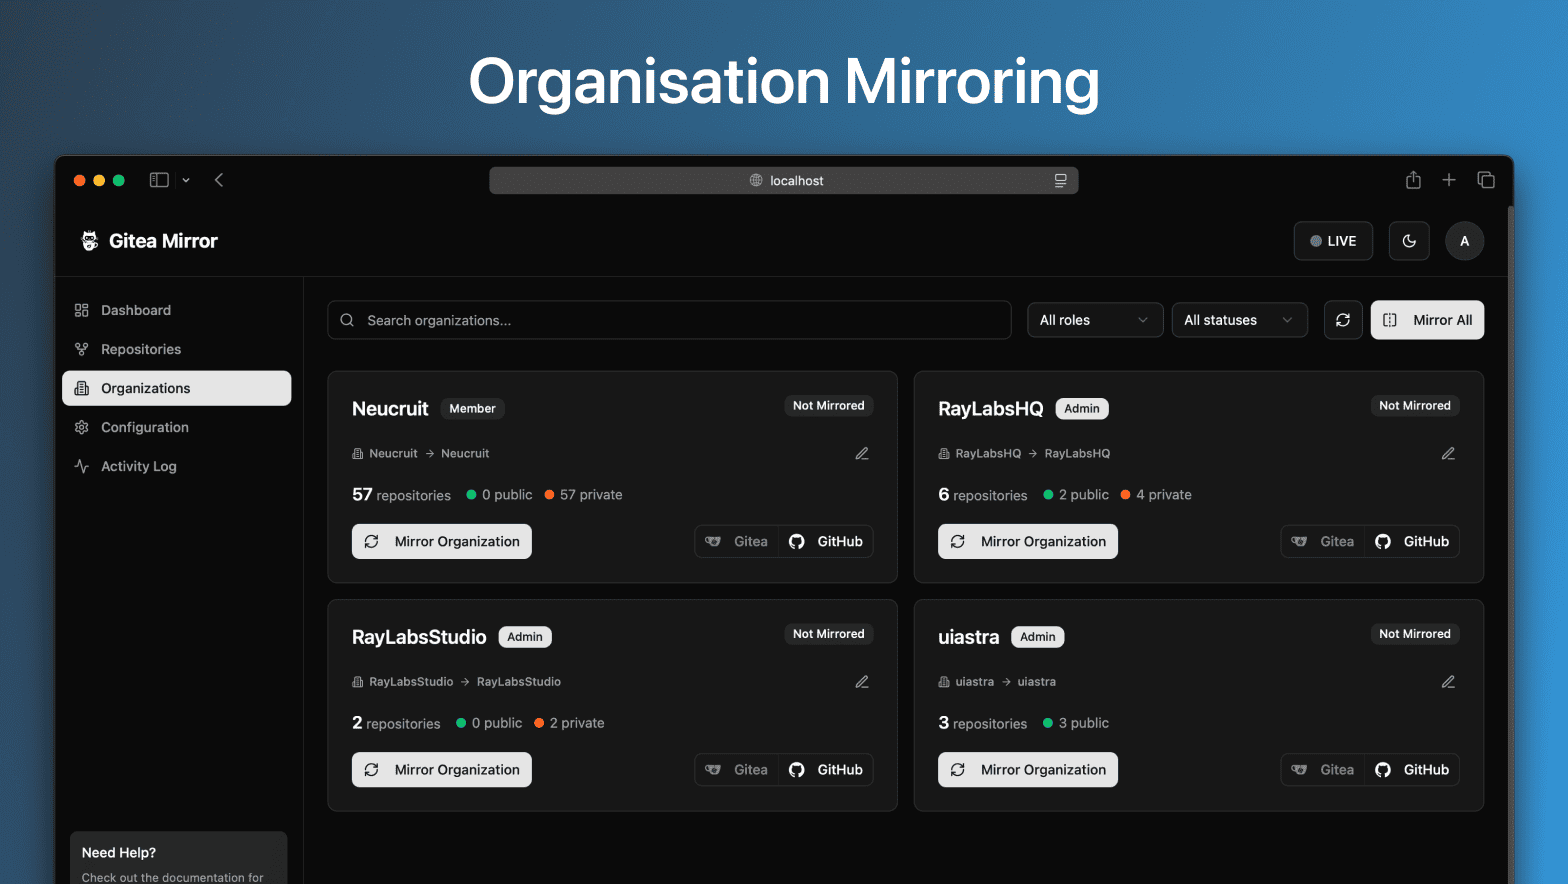 Organisation Mirroring
localhost
Gitea Mirror
LIVE
A
Dashboard
Repositories
Organizations
Configuration
Activity Log
Search organizations...
All roles
All statuses
Mirror All
Neucruit Member Not Mirrored
Neucruit → Neucruit
57 repositories 0 public 57 private
Mirror Organization Gitea GitHub
RayLabsHQ Admin Not Mirrored
RayLabsHQ → RayLabsHQ
6 repositories 2 public 4 private
Mirror Organization Gitea GitHub
RayLabsStudio Admin Not Mirrored
RayLabsStudio → RayLabsStudio
2 repositories 0 public 2 private
Mirror Organization Gitea GitHub
uiastra Admin Not Mirrored
uiastra → uiastra
3 repositories 3 public
Mirror Organization Gitea GitHub
Need Help?
Check out the documentation for